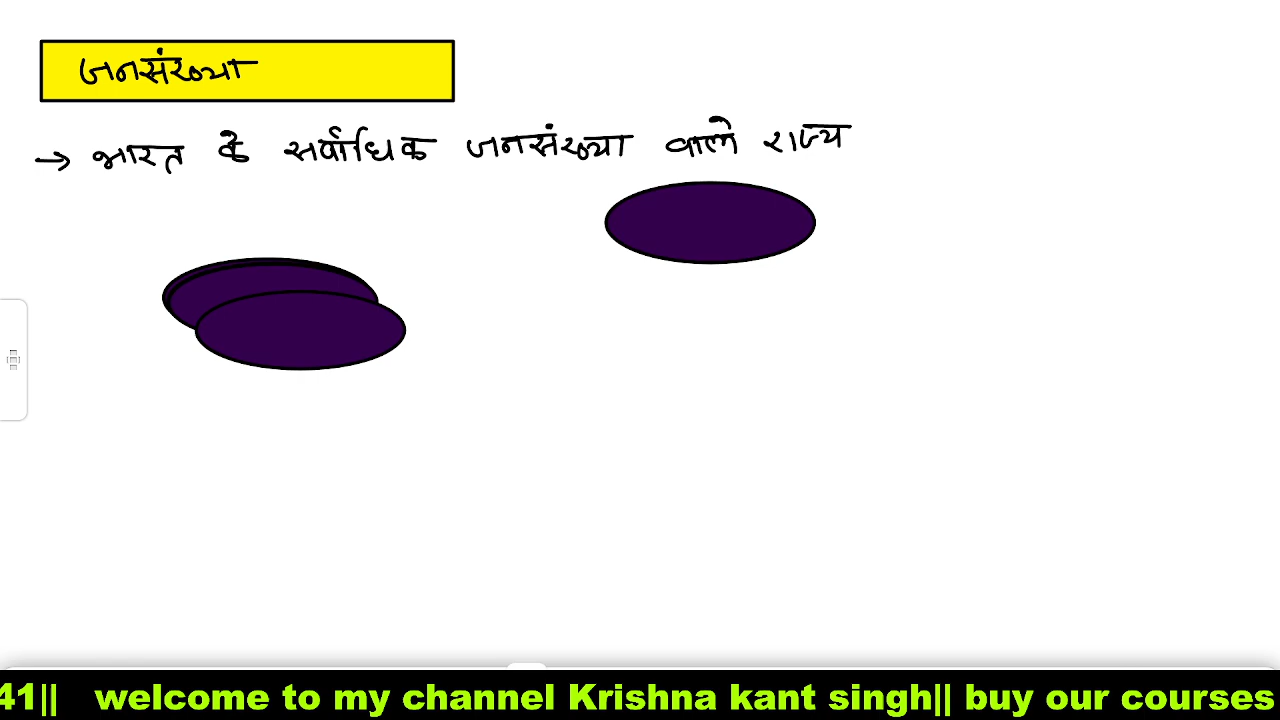 जनसंख्या
→ भारत के सर्वाधिक जनसंख्या वाले राज्य
41|| welcome to my channel Krishna kant singh|| buy our courses